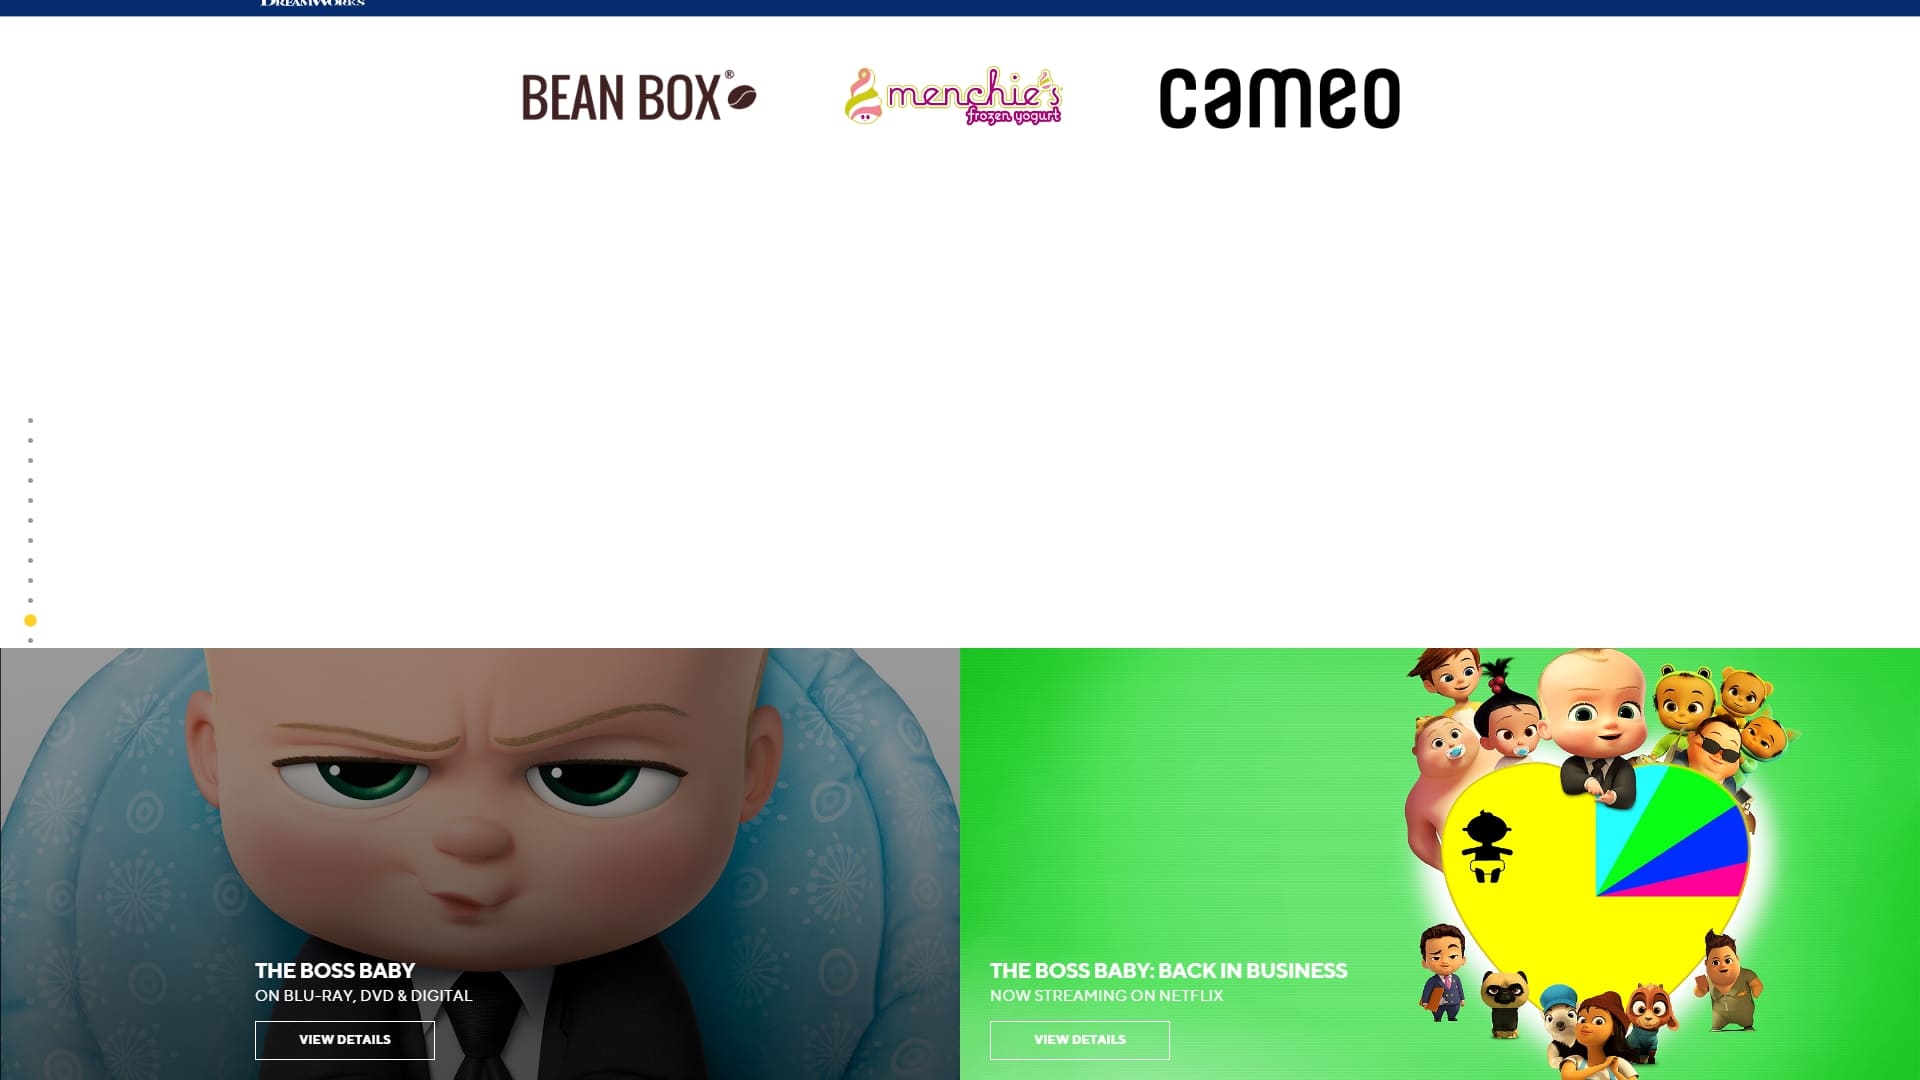 DREAMWORKS
BEAN BOX®
menchie's
frozen yogurt
cameo
THE BOSS BABY
ON BLU-RAY, DVD & DIGITAL
VIEW DETAILS
THE BOSS BABY: BACK IN BUSINESS
NOW STREAMING ON NETFLIX
VIEW DETAILS